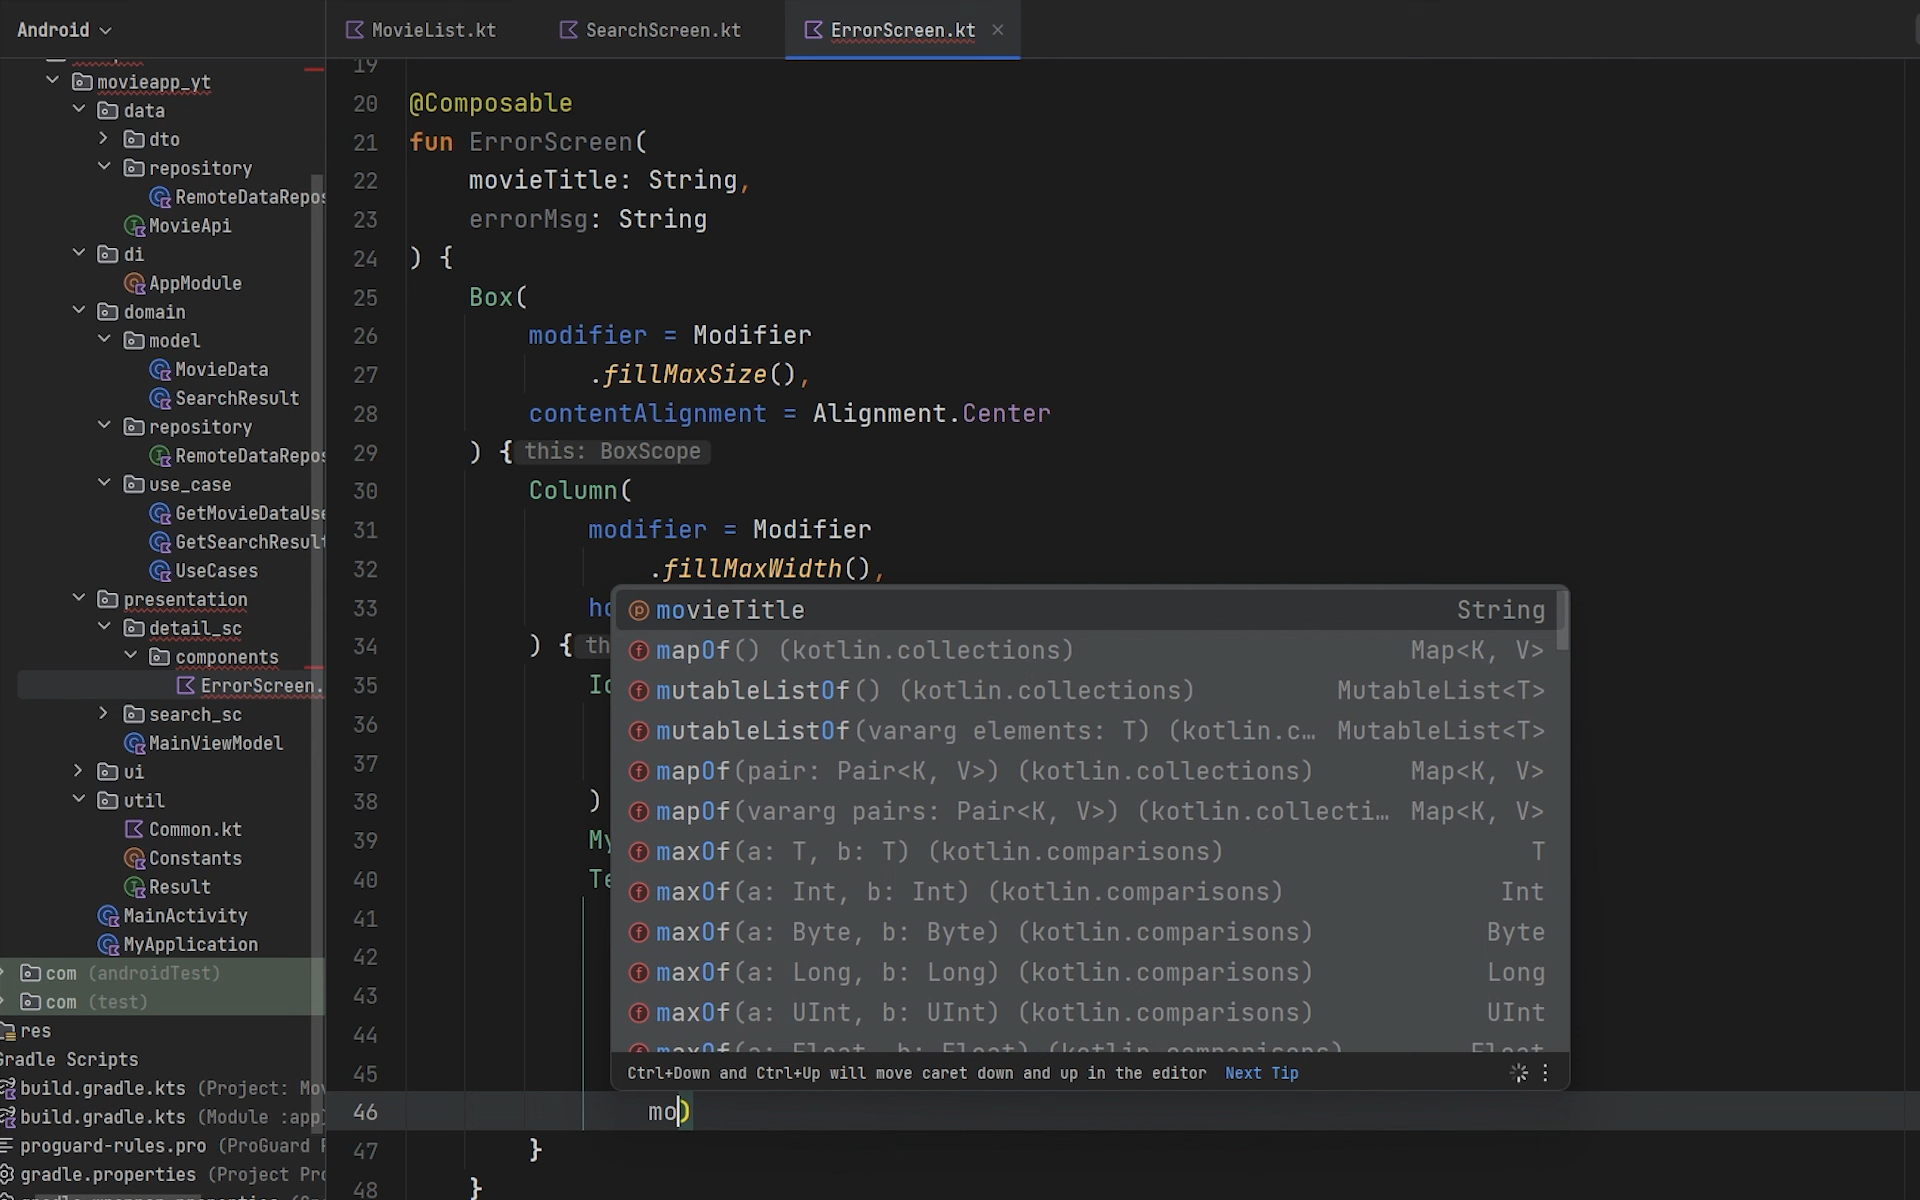 Android
MovieList.kt
SearchScreen.kt
ErrorScreen.kt
movieapp_yt
data
dto
repository
RemoteDataRepos
MovieApi
di
AppModule
domain
model
MovieData
SearchResult
repository
RemoteDataRepos
use_case
GetMovieDataUse
GetSearchResult
UseCases
presentation
detail_sc
components
ErrorScreen.
search_sc
MainViewModel
ui
util
Common.kt
Constants
Result
MainActivity
MyApplication
com (androidTest)
com (test)
res
Gradle Scripts
build.gradle.kts (Project: Mov
build.gradle.kts (Module :app
proguard-rules.pro (ProGuard R
gradle.properties (Project Pro
19
20 @Composable
21 fun ErrorScreen(
22 movieTitle: String,
23 errorMsg: String
24 ) {
25 Box(
26 modifier = Modifier
27 .fillMaxSize(),
28 contentAlignment = Alignment.Center
29 ) { this: BoxScope
30 Column(
31 modifier = Modifier
32 .fillMaxWidth(),
33 ho
34 ) { th
35 Ic
36
37
38 )
39 My
40 Te
41
42
43
44
45
46 mo)
47 }
48 }
movieTitle String
mapOf() (kotlin.collections) Map<K, V>
mutableListOf() (kotlin.collections) MutableList<T>
mutableListOf(vararg elements: T) (kotlin.c… MutableList<T>
mapOf(pair: Pair<K, V>) (kotlin.collections) Map<K, V>
mapOf(vararg pairs: Pair<K, V>) (kotlin.collecti… Map<K, V>
maxOf(a: T, b: T) (kotlin.comparisons) T
maxOf(a: Int, b: Int) (kotlin.comparisons) Int
maxOf(a: Byte, b: Byte) (kotlin.comparisons) Byte
maxOf(a: Long, b: Long) (kotlin.comparisons) Long
maxOf(a: UInt, b: UInt) (kotlin.comparisons) UInt
maxOf(a: Float, b: Float) (kotlin.comparisons) Float
Ctrl+Down and Ctrl+Up will move caret down and up in the editor Next Tip